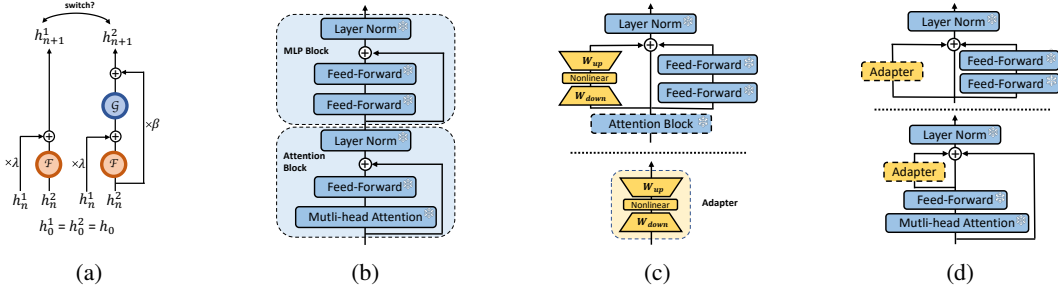 switch?
h¹ₙ₊₁ h²ₙ₊₁
𝒢
×β
×λ ×λ
ℱ ℱ
h¹ₙ h²ₙ h¹ₙ h²ₙ
h¹₀ = h²₀ = h₀
(a)
Layer Norm
MLP Block
Feed-Forward
Feed-Forward
Layer Norm
Attention
Block
Feed-Forward
Mutli-head Attention
(b)
Layer Norm
W_up
Nonlinear
W_down
Feed-Forward
Feed-Forward
Attention Block
W_up
Nonlinear
W_down
Adapter
(c)
Layer Norm
Adapter
Feed-Forward
Feed-Forward
Layer Norm
Adapter
Feed-Forward
Mutli-head Attention
(d)